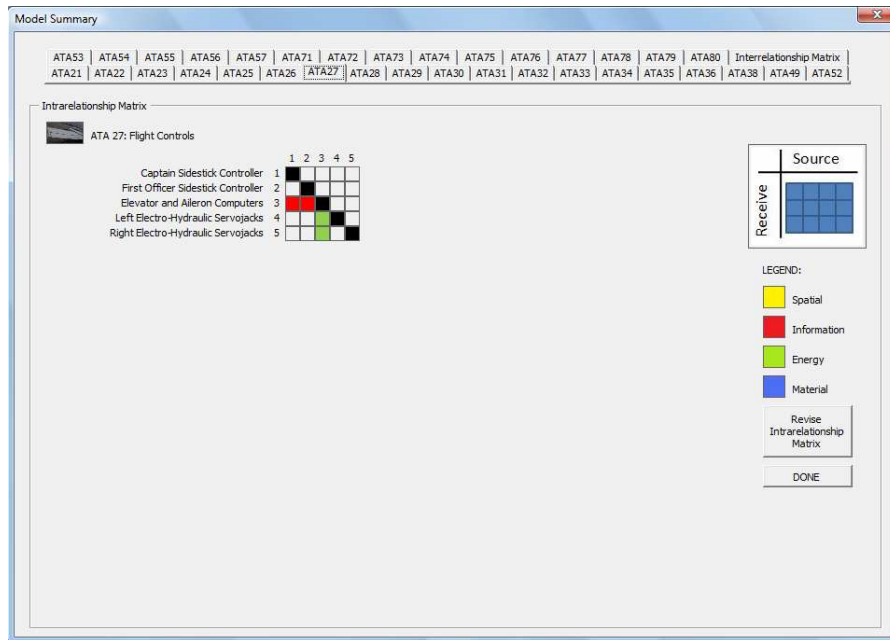 Model Summary
ATA53 ATA54 ATA55 ATA56 ATA57 ATA71 ATA72 ATA73 ATA74 ATA75 ATA76 ATA77 ATA78 ATA79 ATA80 Interrelationship Matrix
ATA21 ATA22 ATA23 ATA24 ATA25 ATA26 ATA27 ATA28 ATA29 ATA30 ATA31 ATA32 ATA33 ATA34 ATA35 ATA36 ATA38 ATA49 ATA52
Intrarelationship Matrix
ATA 27: Flight Controls
1 2 3 4 5
Captain Sidestick Controller 1
First Officer Sidestick Controller 2
Elevator and Aileron Computers 3
Left Electro-Hydraulic Servojacks 4
Right Electro-Hydraulic Servojacks 5
Source
Receive
LEGEND:
Spatial
Information
Energy
Material
Revise
Intrarelationship
Matrix
DONE